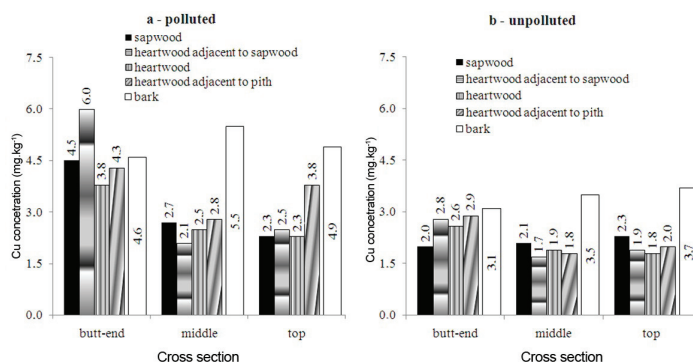 a - polluted
Cu concetration (mg.kg-1)
7.5
6.0
4.5
3.0
1.5
0.0
sapwood
heartwood adjacent to sapwood
heartwood
heartwood adjacent to pith
bark
4.5
6.0
3.8
4.3
4.6
2.7
2.1
2.5
2.8
5.5
2.3
2.5
2.3
3.8
4.9
butt-end middle top
Cross section
b - unpolluted
Cu concetration (mg.kg-1)
7.5
6.0
4.5
3.0
1.5
0.0
sapwood
heartwood adjacent to sapwood
heartwood
heartwood adjacent to pith
bark
2.0
2.8
2.6
2.9
3.1
2.1
1.7
1.9
1.8
3.5
2.3
1.9
1.8
2.0
3.7
butt-end middle top
Cross section